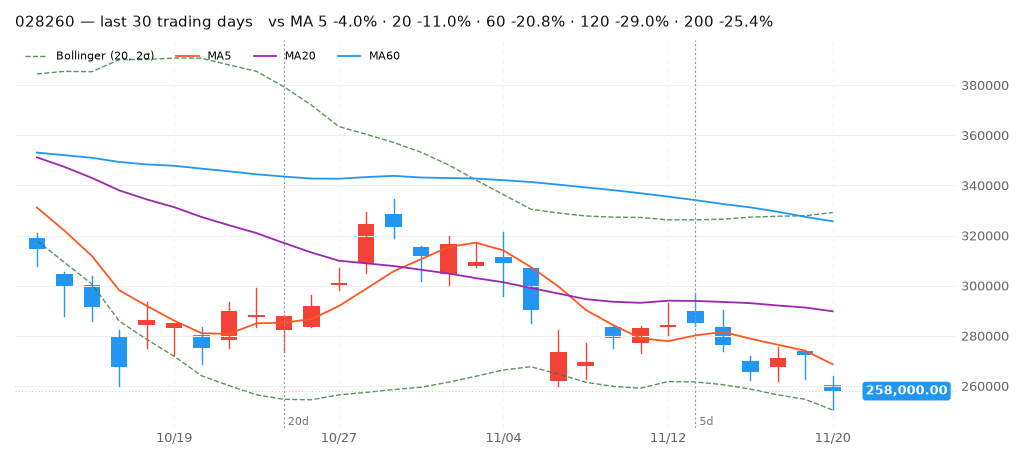 028260 — last 30 trading days   vs MA 5 -4.0% · 20 -11.0% · 60 -20.8% · 120 -29.0% · 200 -25.4%
Bollinger (20, 2σ) MA5 MA20 MA60
380000
360000
340000
320000
300000
280000
260000
258,000.00
20d 5d
10/19 10/27 11/04 11/12 11/20